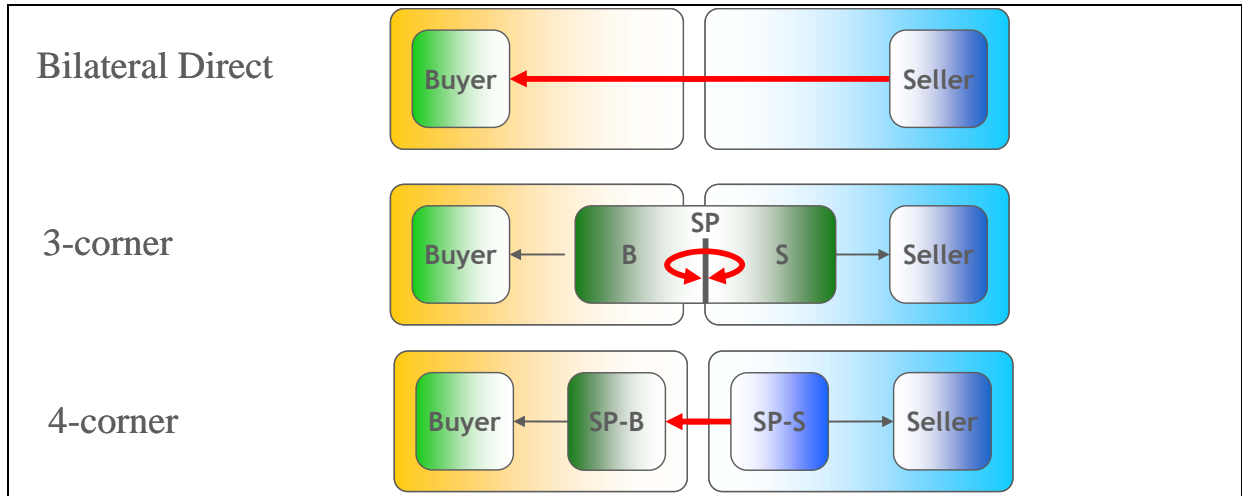 Bilateral Direct
Buyer
Seller
3-corner
Buyer
SP
B
S
Seller
4-corner
Buyer
SP-B
SP-S
Seller